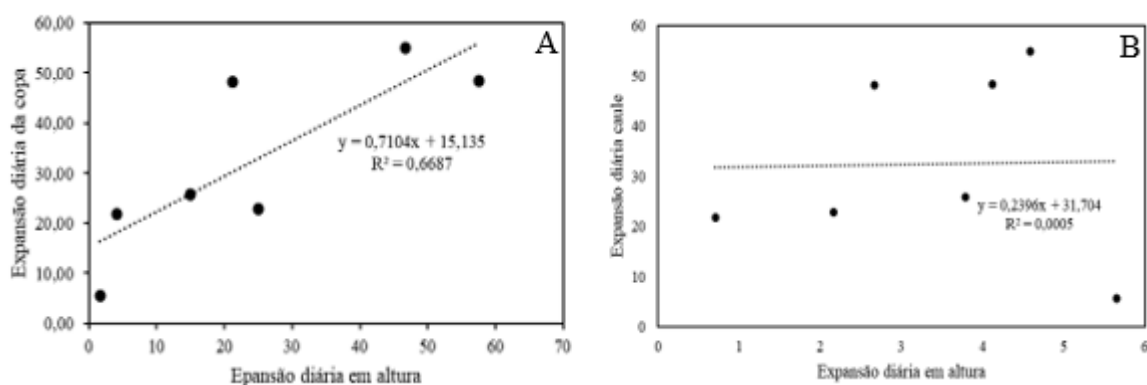 A
Expansão diária da copa
60,00
50,00
40,00
30,00
20,00
10,00
0,00
y = 0,7104x + 15,135
R² = 0,6687
0 10 20 30 40 50 60 70
Epansão diária em altura
B
Expansão diária caule
60
50
40
30
20
10
0
y = 0,2396x + 31,704
R² = 0,0005
0 1 2 3 4 5 6
Expansão diária em altura